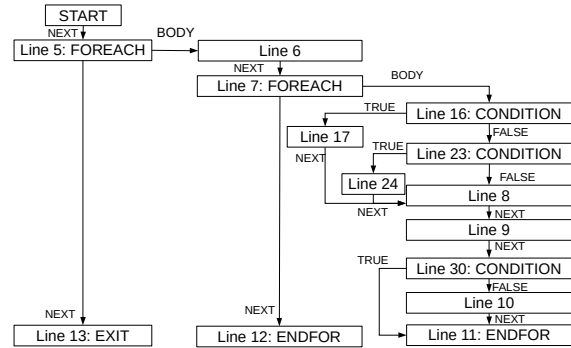 START
NEXT
Line 5: FOREACH
BODY
Line 6
NEXT
Line 7: FOREACH
BODY
Line 16: CONDITION
TRUE
FALSE
Line 17
NEXT
Line 23: CONDITION
TRUE
FALSE
Line 24
NEXT
Line 8
NEXT
Line 9
NEXT
Line 30: CONDITION
TRUE
FALSE
Line 10
NEXT
Line 11: ENDFOR
NEXT
Line 12: ENDFOR
NEXT
Line 13: EXIT